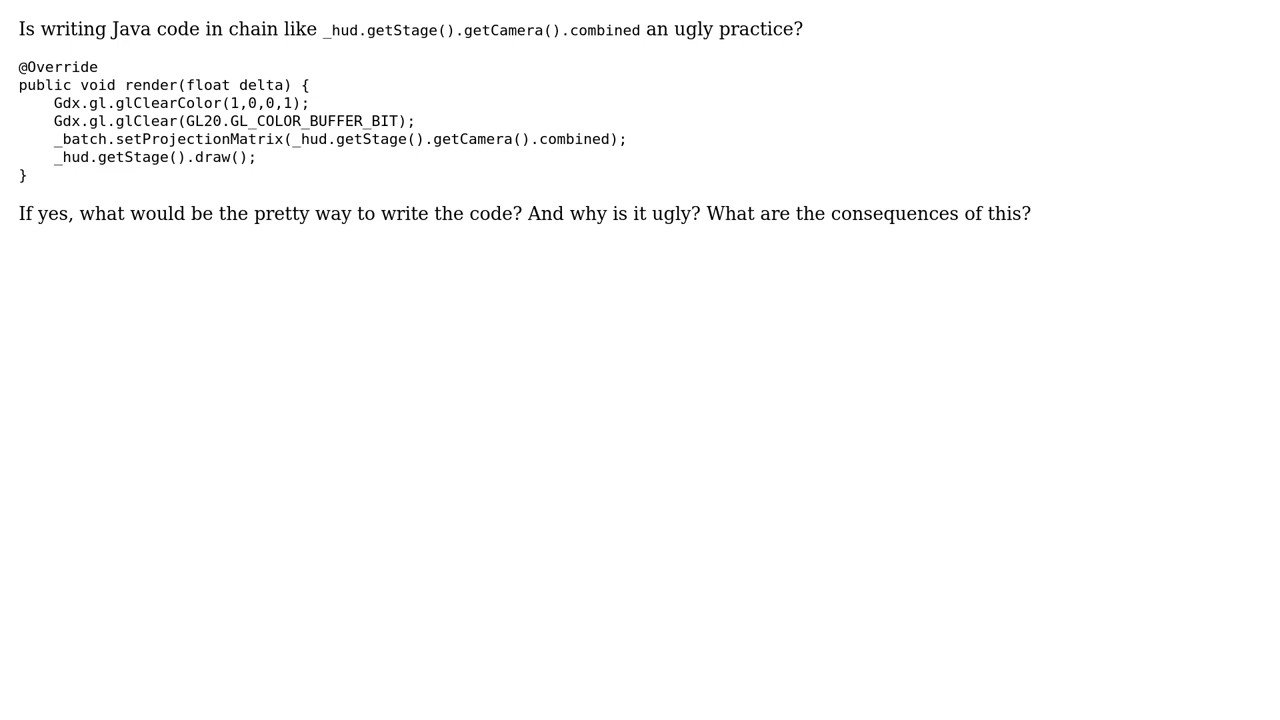 Is writing Java code in chain like _hud.getStage().getCamera().combined an ugly practice?
@Override
public void render(float delta) {
    Gdx.gl.glClearColor(1,0,0,1);
    Gdx.gl.glClear(GL20.GL_COLOR_BUFFER_BIT);
    _batch.setProjectionMatrix(_hud.getStage().getCamera().combined);
    _hud.getStage().draw();
}
If yes, what would be the pretty way to write the code? And why is it ugly? What are the consequences of this?